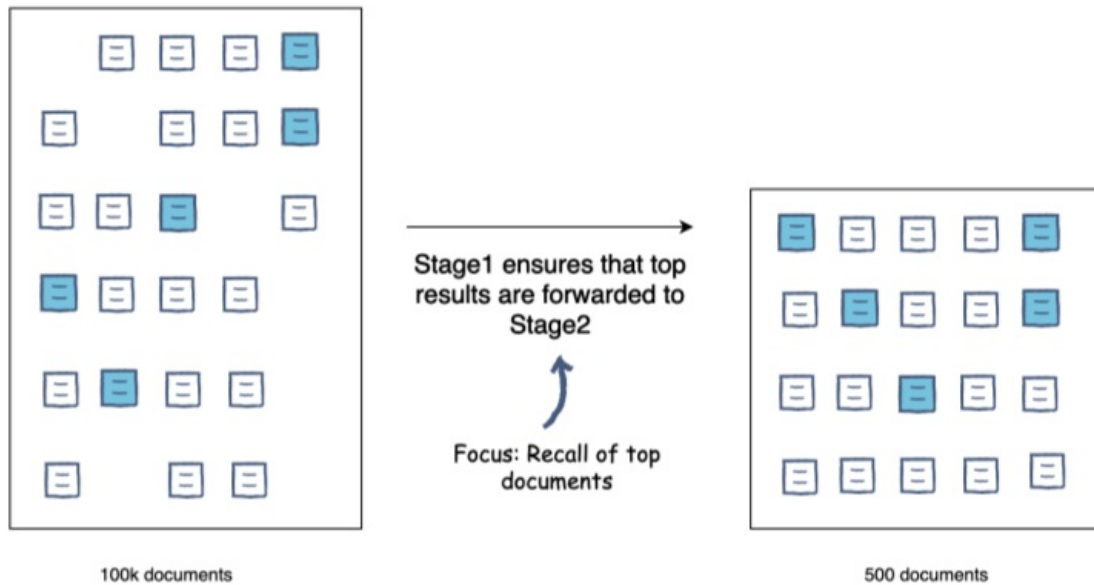 Stage1 ensures that top
results are forwarded to
Stage2
Focus: Recall of top
documents
100k documents
500 documents